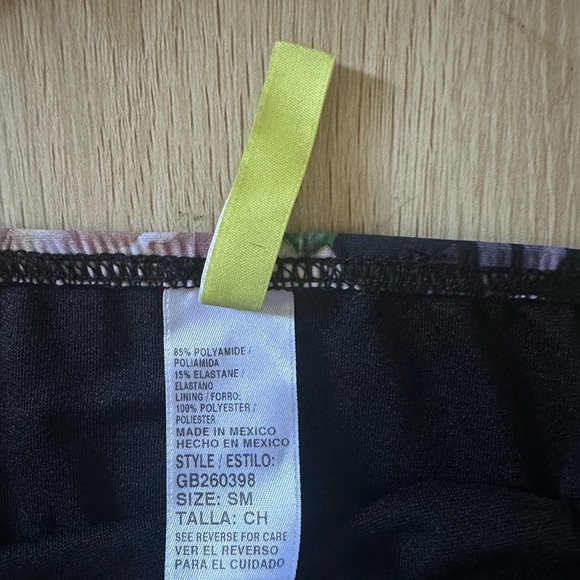 85% POLYAMIDE /
POLIAMIDA
15% ELASTANE /
ELASTANO
LINING / FORRO:
100% POLYESTER /
POLIESTER
MADE IN MEXICO
HECHO EN MEXICO
STYLE / ESTILO:
GB260398
SIZE: SM
TALLA: CH
SEE REVERSE FOR CARE
VER EL REVERSO
PARA EL CUIDADO